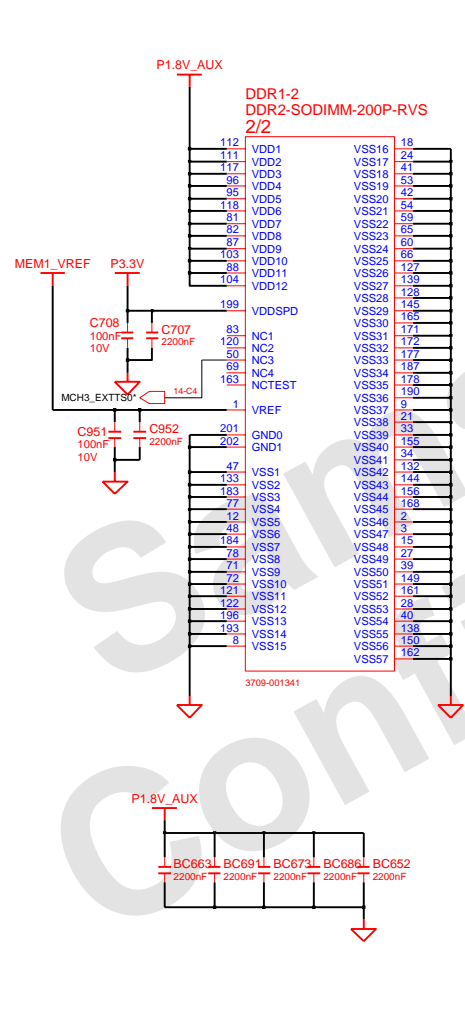 P1.8V_AUX
DDR1-2
DDR2-SODIMM-200P-RVS
2/2
112 VDD1 VSS16 18
111 VDD2 VSS17 24
117 VDD3 VSS18 41
96 VDD4 VSS19 53
95 VDD5 VSS20 42
118 VDD6 VSS21 54
81 VDD7 VSS22 59
82 VDD8 VSS23 65
87 VDD9 VSS24 60
103 VDD10 VSS25 66
88 VDD11 VSS26 127
104 VDD12 VSS27 139
VSS28 128
199 VDDSPD VSS29 145
VSS30 165
83 NC1 VSS31 171
120 NC2 VSS32 172
50 NC3 VSS33 177
69 NC4 VSS34 187
163 NCTEST VSS35 178
VSS36 190
1 VREF VSS37 9
VSS38 21
201 GND0 VSS39 33
202 GND1 VSS40 155
VSS41 34
47 VSS1 VSS42 132
133 VSS2 VSS43 144
183 VSS3 VSS44 156
77 VSS4 VSS45 168
12 VSS5 VSS46 2
48 VSS6 VSS47 3
184 VSS7 VSS48 15
78 VSS8 VSS49 27
71 VSS9 VSS50 39
72 VSS10 VSS51 149
121 VSS11 VSS52 161
122 VSS12 VSS53 28
196 VSS13 VSS54 40
193 VSS14 VSS55 138
8 VSS15 VSS56 150
VSS57 162
3709-001341
MEM1_VREF P3.3V
C708 C707
100nF 2200nF
10V
MCH3_EXTTS0* 14-C4
C951 C952
100nF 2200nF
10V
P1.8V_AUX
BC663 BC691 BC673 BC686 BC652
2200nF 2200nF 2200nF 2200nF 2200nF